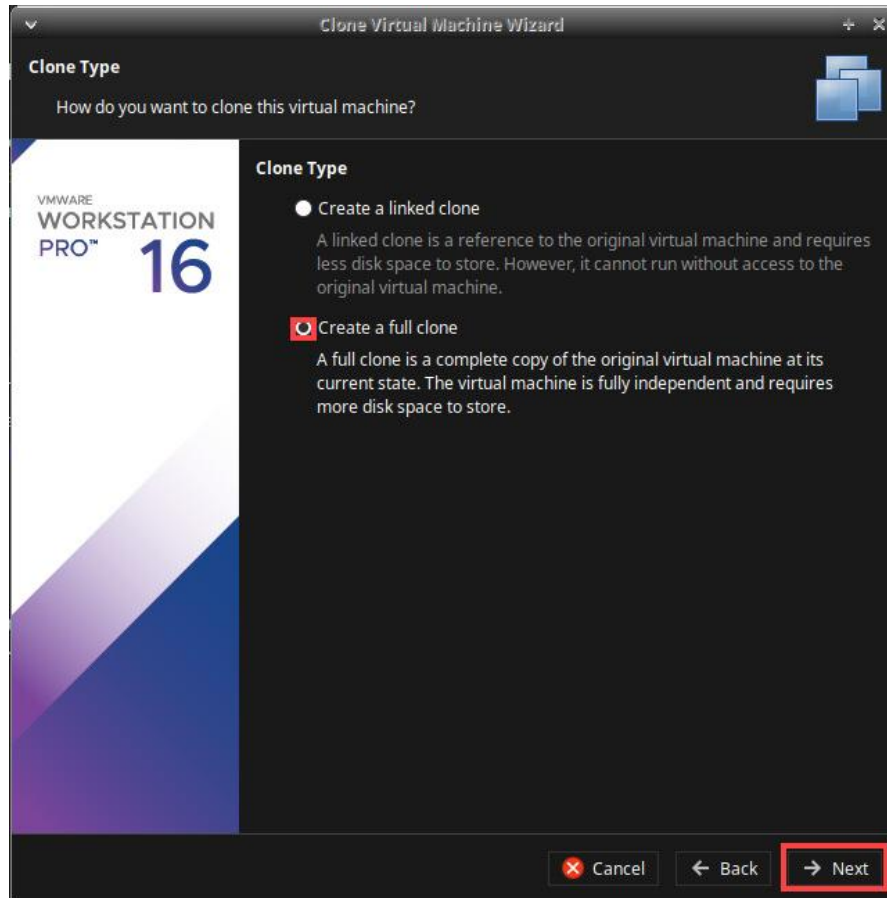 Clone Virtual Machine Wizard
Clone Type
How do you want to clone this virtual machine?
VMWARE
WORKSTATION
PRO™ 16
Clone Type
Create a linked clone
A linked clone is a reference to the original virtual machine and requires
less disk space to store. However, it cannot run without access to the
original virtual machine.
Create a full clone
A full clone is a complete copy of the original virtual machine at its
current state. The virtual machine is fully independent and requires
more disk space to store.
Cancel Back Next